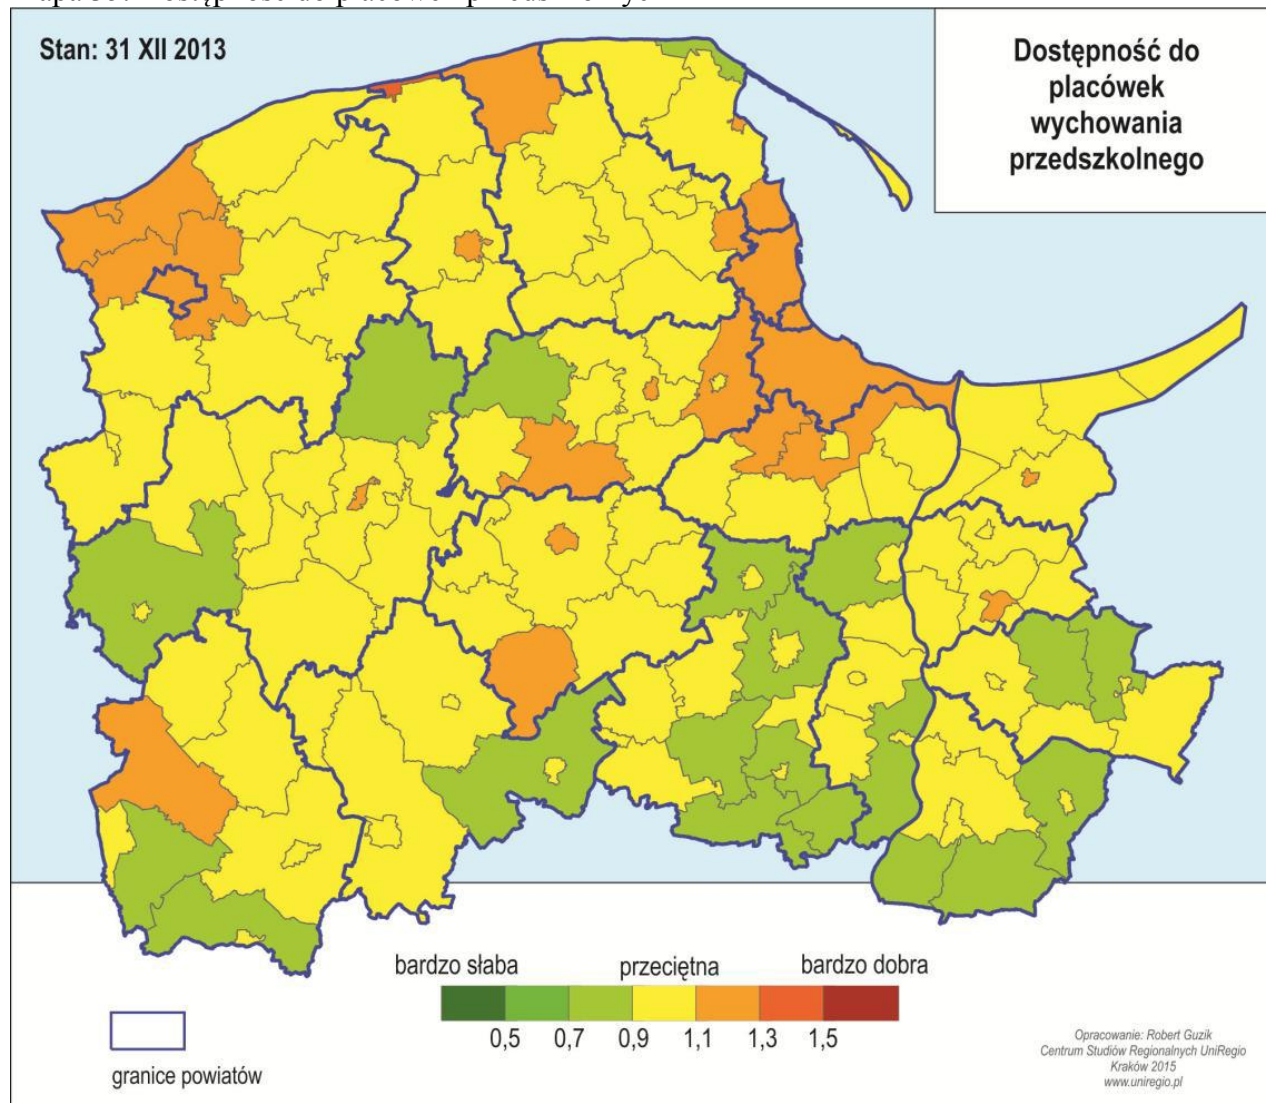 Stan: 31 XII 2013
Dostępność do
placówek
wychowania
przedszkolnego
bardzo słaba przeciętna bardzo dobra
0,5 0,7 0,9 1,1 1,3 1,5
granice powiatów
Opracowanie: Robert Guzik
Centrum Studiów Regionalnych UniRegio
Kraków 2015
www.uniregio.pl